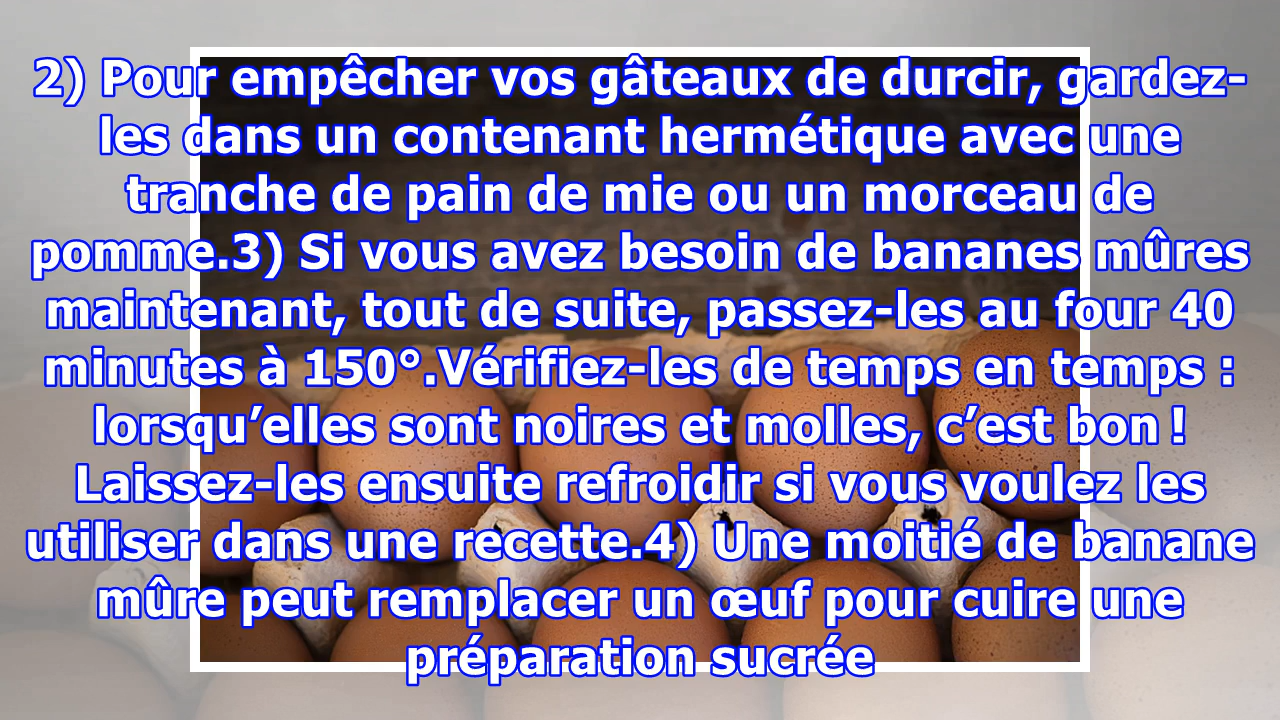 2) Pour empêcher vos gâteaux de durcir, gardez-
les dans un contenant hermétique avec une
tranche de pain de mie ou un morceau de
pomme.3) Si vous avez besoin de bananes mûres
maintenant, tout de suite, passez-les au four 40
minutes à 150°.Vérifiez-les de temps en temps :
lorsqu’elles sont noires et molles, c’est bon !
Laissez-les ensuite refroidir si vous voulez les
utiliser dans une recette.4) Une moitié de banane
mûre peut remplacer un œuf pour cuire une
préparation sucrée